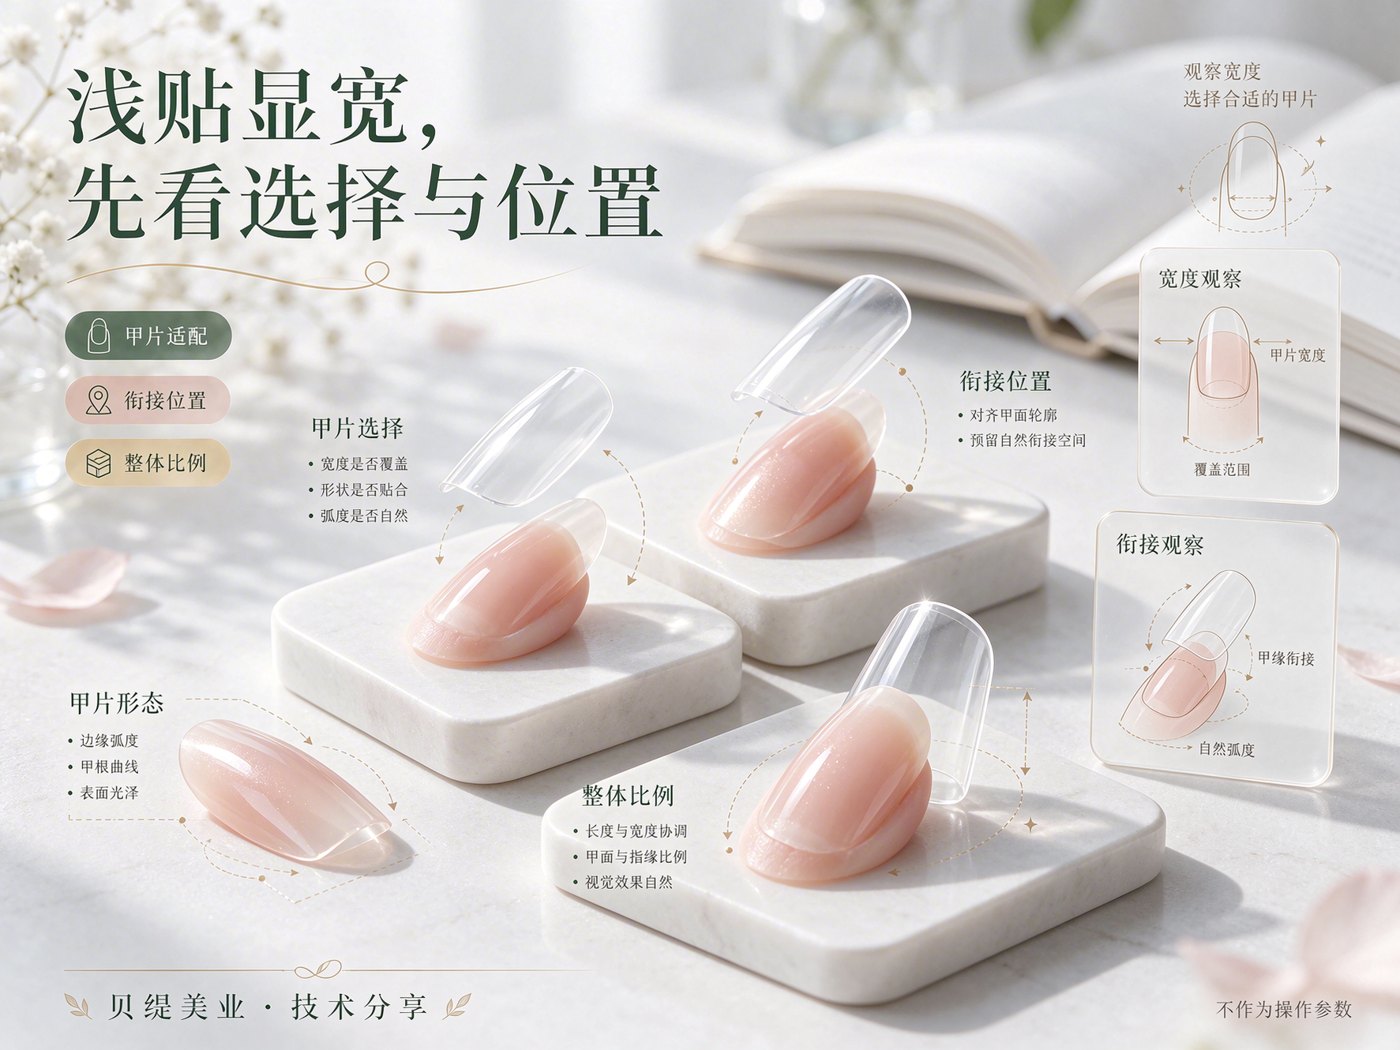 浅贴显宽，
先看选择与位置
甲片适配
衔接位置
整体比例
甲片选择
• 宽度是否覆盖
• 形状是否贴合
• 弧度是否自然
衔接位置
• 对齐甲面轮廓
• 预留自然衔接空间
观察宽度
选择合适的甲片
宽度观察
甲片宽度
覆盖范围
衔接观察
甲缘衔接
自然弧度
甲片形态
• 边缘弧度
• 甲根曲线
• 表面光泽
整体比例
• 长度与宽度协调
• 甲面与指缘比例
• 视觉效果自然
贝缇美业 · 技术分享
不作为操作参数